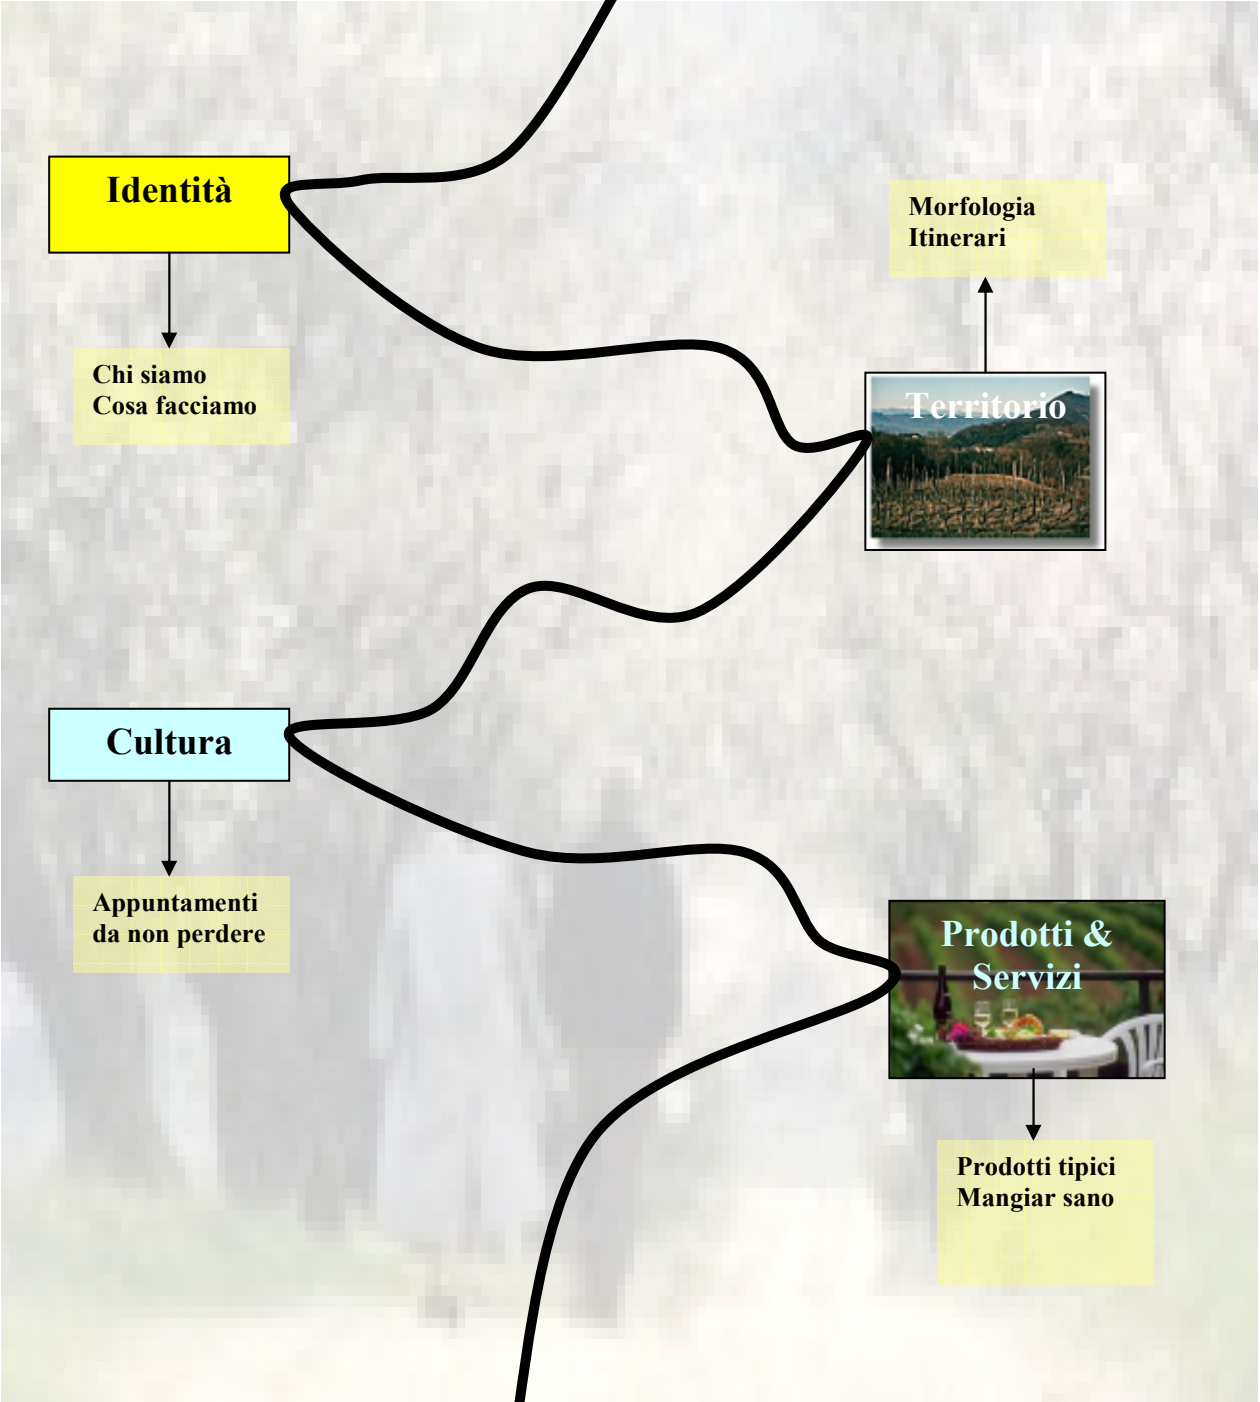 Identità
Chi siamo
Cosa facciamo
Morfologia
Itinerari
Territorio
Cultura
Appuntamenti
da non perdere
Prodotti &
Servizi
Prodotti tipici
Mangiar sano